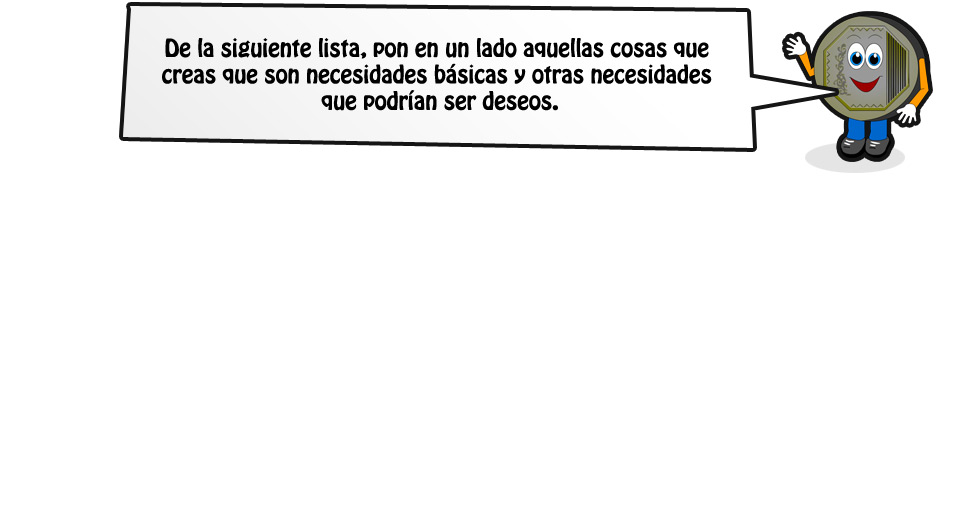 De la siguiente lista, pon en un lado aquellas cosas que
creas que son necesidades básicas y otras necesidades
que podrían ser deseos.